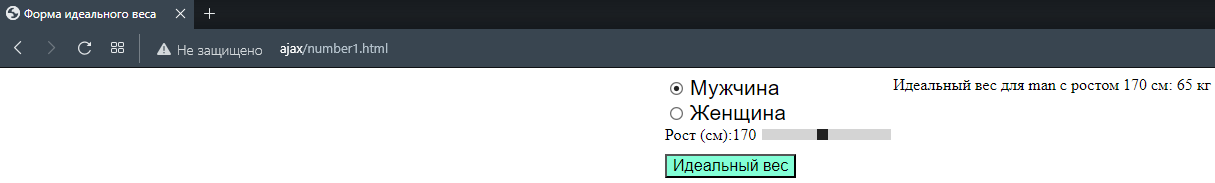 Форма идеального веса
Не защищено ajax/number1.html
Мужчина
Женщина
Рост (см):170
Идеальный вес
Идеальный вес для man с ростом 170 см: 65 кг